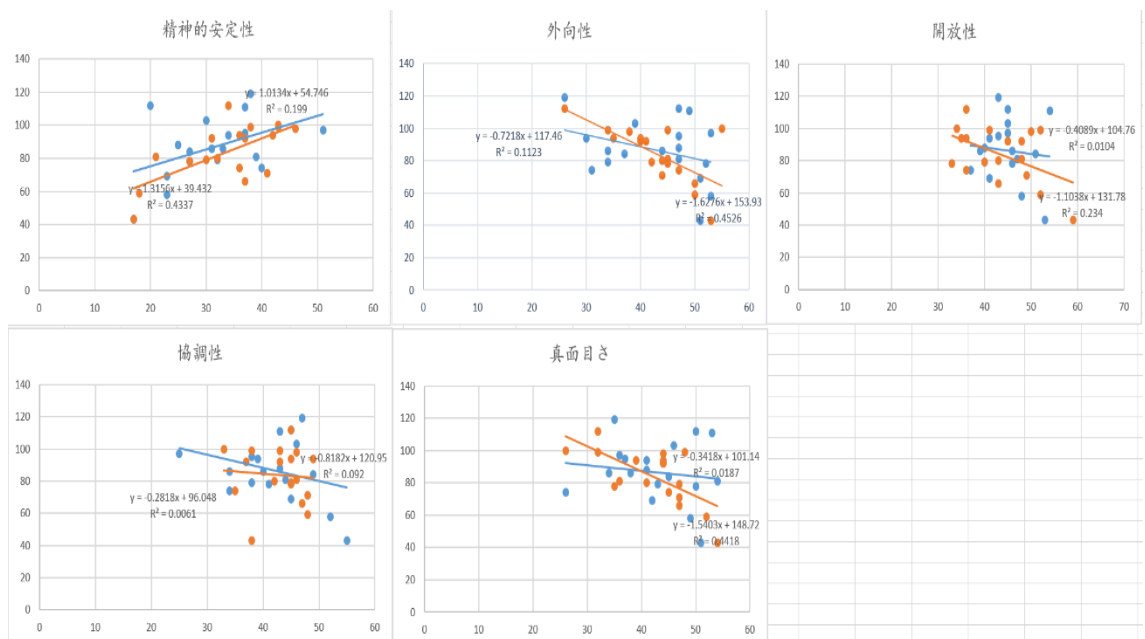 精神的安定性
140
120
100
80
60
40
20
0
0 10 20 30 40 50 60
y = 1.0134x + 54.746
R² = 0.199
y = 1.3156x + 39.432
R² = 0.4337
外向性
140
120
100
80
60
40
20
0
0 10 20 30 40 50 60
y = -0.7218x + 117.46
R² = 0.1123
y = -1.6276x + 153.93
R² = 0.4526
開放性
140
120
100
80
60
40
20
0
0 10 20 30 40 50 60 70
y = -0.4089x + 104.76
R² = 0.0104
y = -1.1038x + 131.78
R² = 0.234
協調性
140
120
100
80
60
40
20
0
0 10 20 30 40 50 60
y = -0.8182x + 120.95
R² = 0.092
y = -0.2818x + 96.048
R² = 0.0061
真面目さ
140
120
100
80
60
40
20
0
0 10 20 30 40 50 60
y = -0.3418x + 101.14
R² = 0.0187
y = -1.5403x + 148.72
R² = 0.4418